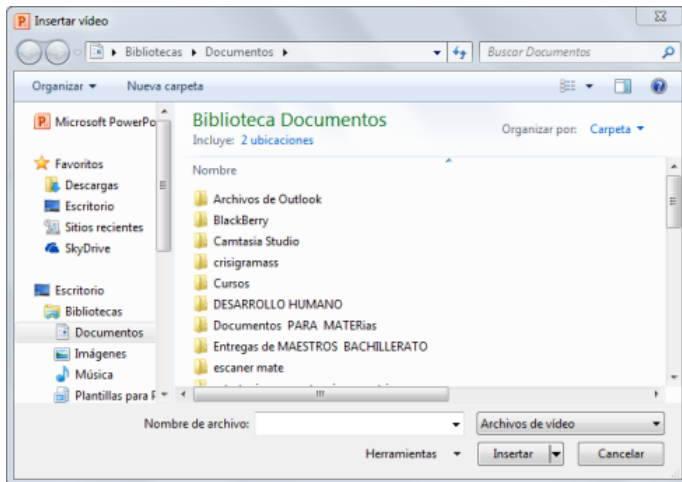 Insertar vídeo
Bibliotecas Documentos
Buscar Documentos
Organizar Nueva carpeta
Microsoft PowerPo
Favoritos
Descargas
Escritorio
Sitios recientes
SkyDrive
Escritorio
Bibliotecas
Documentos
Imágenes
Música
Plantillas para F
Biblioteca Documentos
Incluye: 2 ubicaciones
Organizar por: Carpeta
Nombre
Archivos de Outlook
BlackBerry
Camtasia Studio
crisigramass
Cursos
DESARROLLO HUMANO
Documentos PARA MATERias
Entregas de MAESTROS BACHILLERATO
escaner mate
Nombre de archivo:
Archivos de vídeo
Herramientas
Insertar
Cancelar